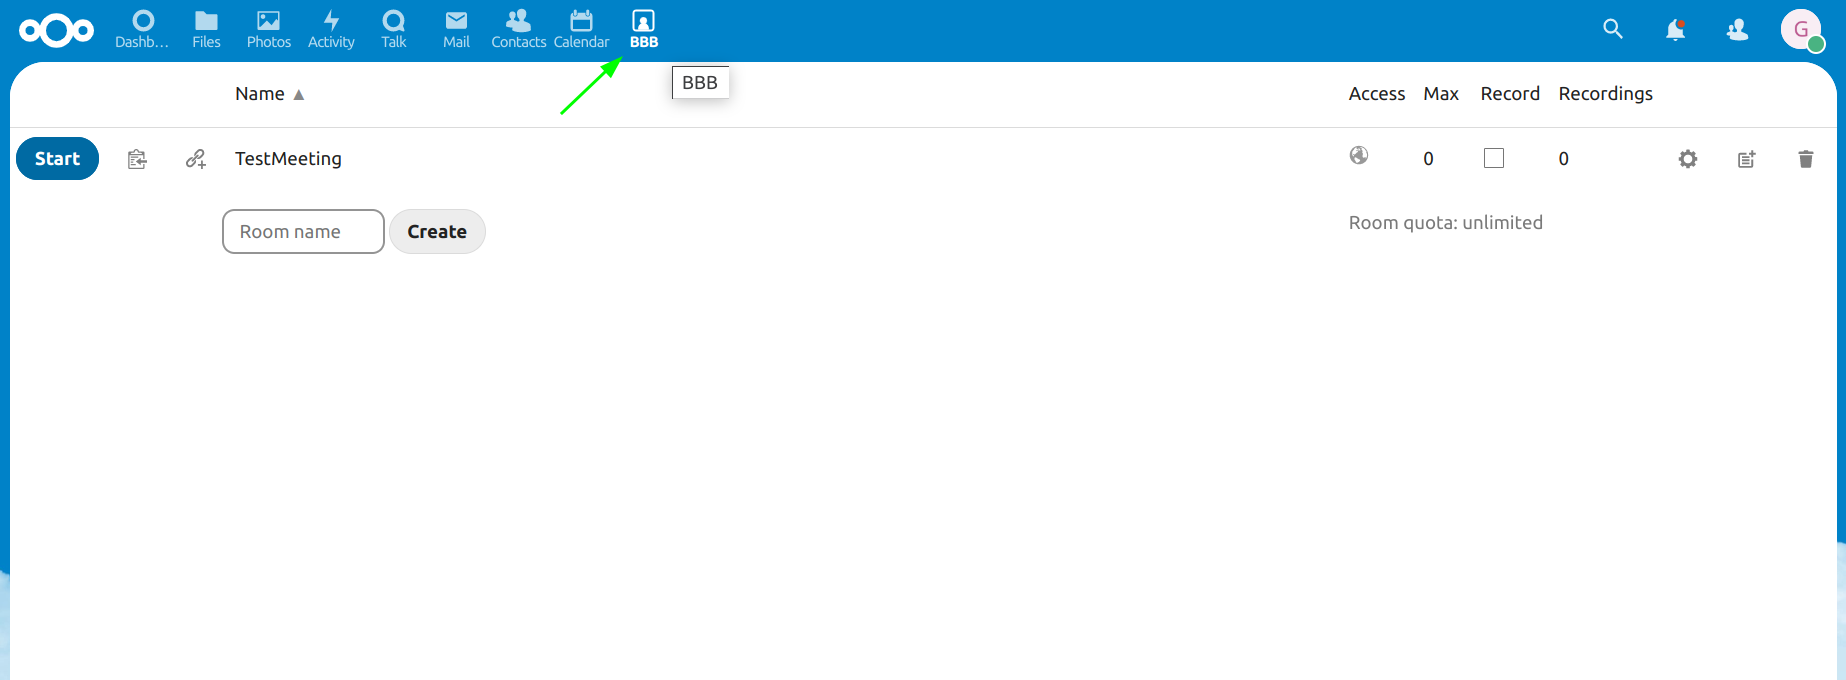 Dashb… Files Photos Activity Talk Mail Contacts Calendar BBB G
BBB
Name ▲ Access Max Record Recordings
Start TestMeeting 0 0
Room name Create Room quota: unlimited